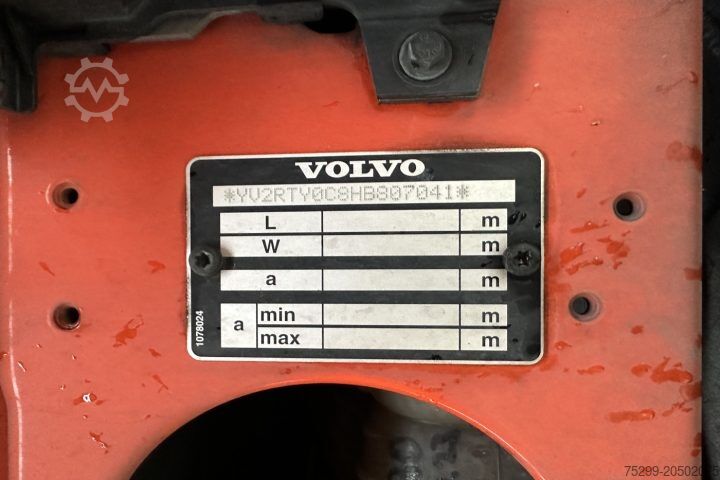 VOLVO
*YV2RTY0C8HB807041*
L m
W m
a m
a min m
max m
1078024